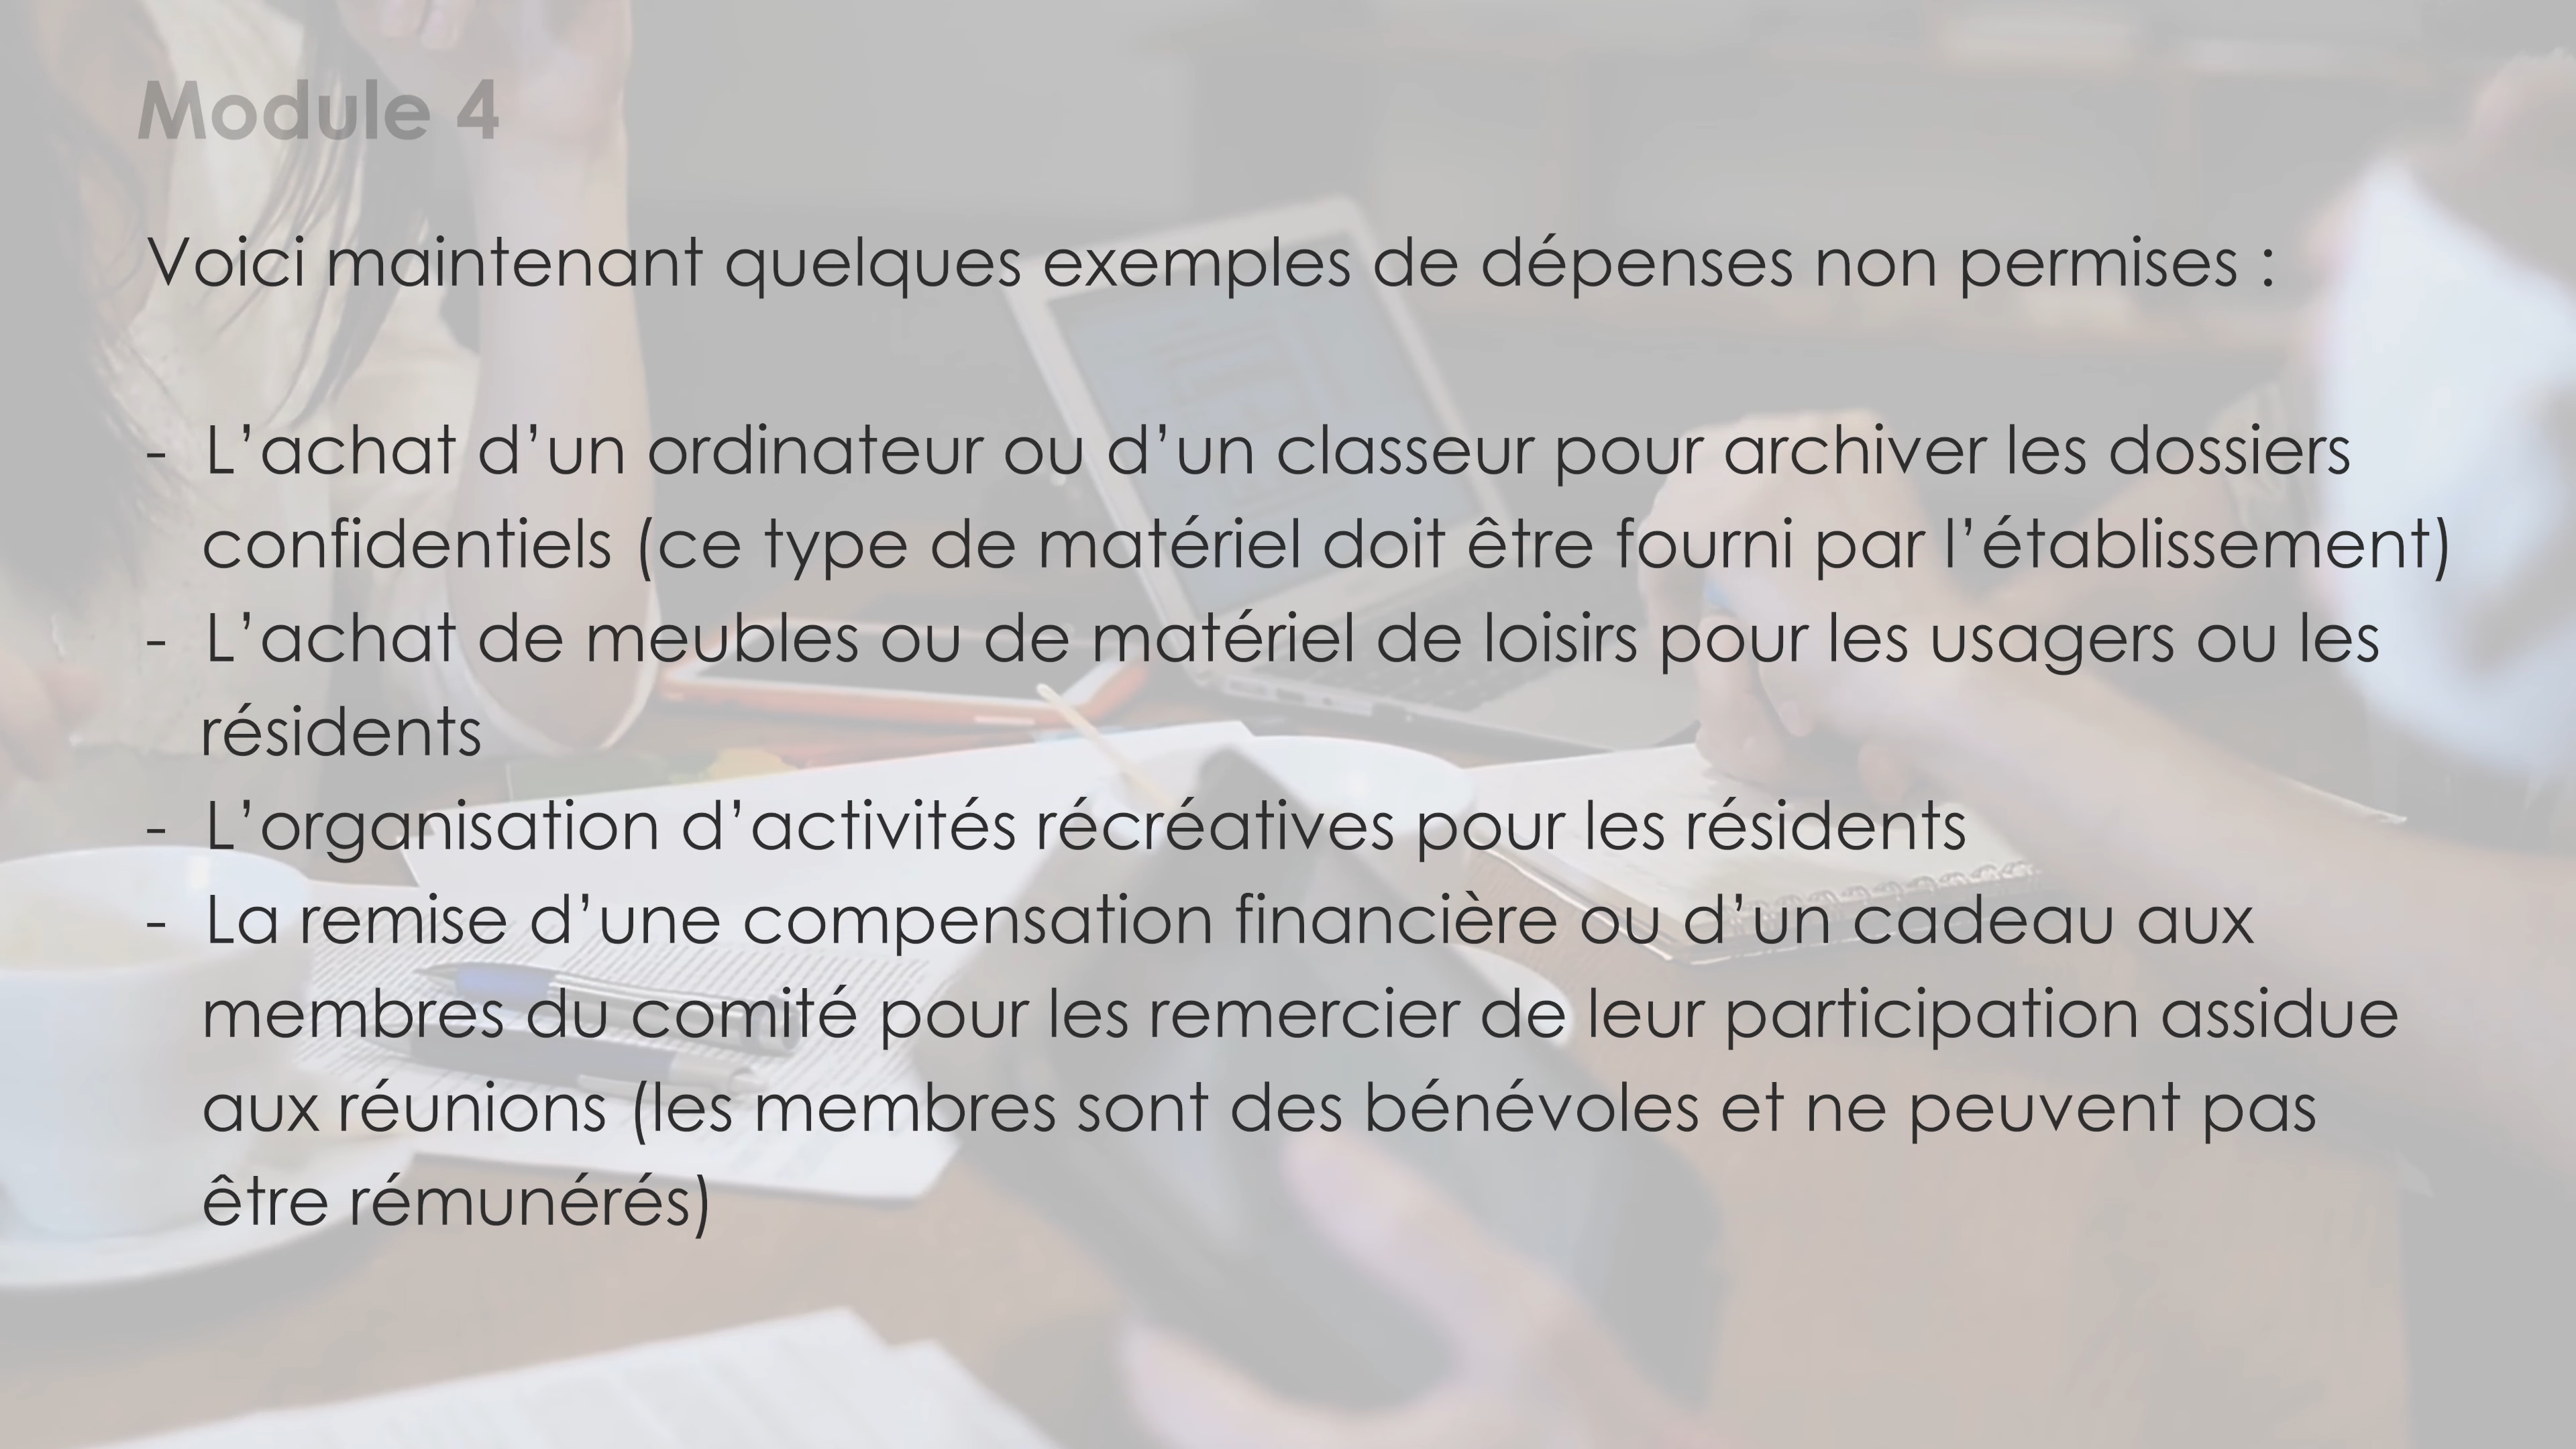 Module 4
Voici maintenant quelques exemples de dépenses non permises :
- L’achat d’un ordinateur ou d’un classeur pour archiver les dossiers
confidentiels (ce type de matériel doit être fourni par l’établissement)
- L’achat de meubles ou de matériel de loisirs pour les usagers ou les
résidents
- L’organisation d’activités récréatives pour les résidents
- La remise d’une compensation financière ou d’un cadeau aux
membres du comité pour les remercier de leur participation assidue
aux réunions (les membres sont des bénévoles et ne peuvent pas
être rémunérés)